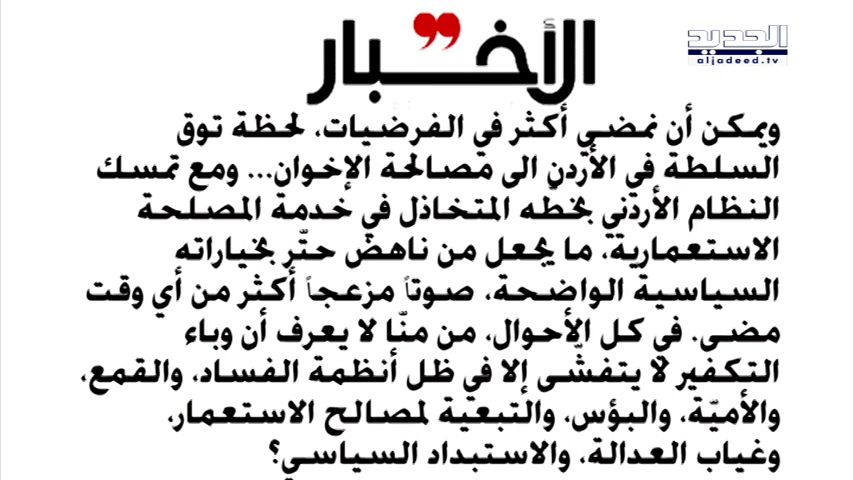 الأخبار
الجديد
aljadeed.tv
ويمكن أن نمضي أكثر في الفرضيات، لحظة توق
السلطة في الأردن الى مصالحة الإخوان... ومع تمسك
النظام الأردني بخطّه المتخاذل في خدمة المصلحة
الاستعمارية، ما يجعل من ناهض حتّر بخياراته
السياسية الواضحة، صوتاً مزعجاً أكثر من أي وقت
مضى. في كل الأحوال، من منّا لا يعرف أن وباء
التكفير لا يتفشّى إلا في ظل أنظمة الفساد، والقمع،
والأميّة، والبؤس، والتبعية لمصالح الاستعمار،
وغياب العدالة، والاستبداد السياسي؟